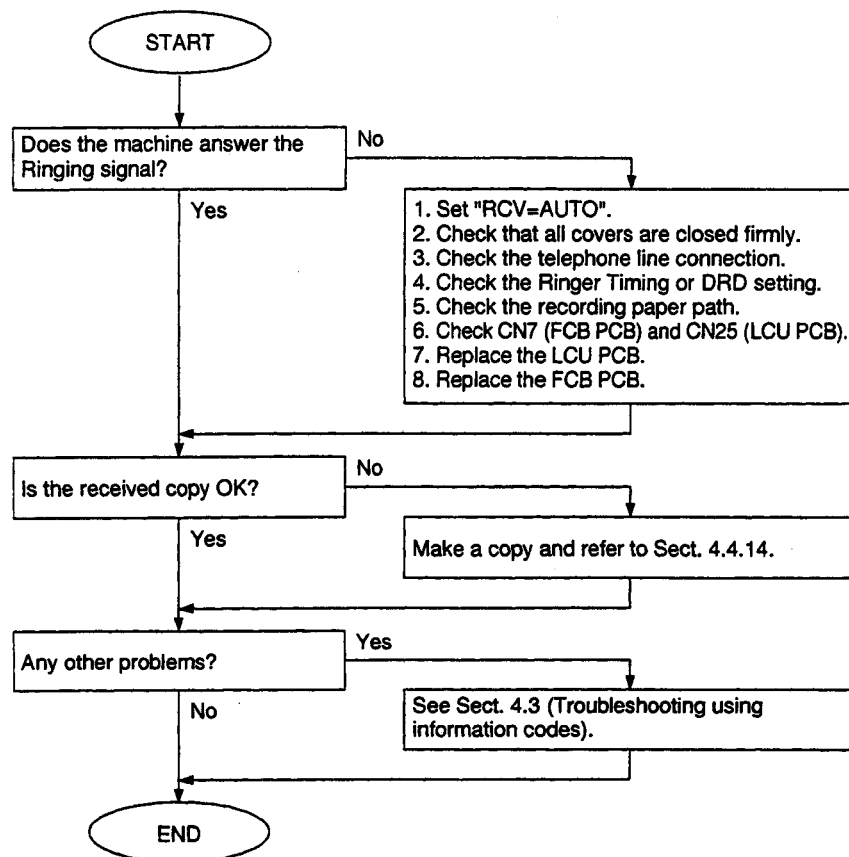 START
Does the machine answer the
Ringing signal?
No
Yes
1. Set "RCV=AUTO".
2. Check that all covers are closed firmly.
3. Check the telephone line connection.
4. Check the Ringer Timing or DRD setting.
5. Check the recording paper path.
6. Check CN7 (FCB PCB) and CN25 (LCU PCB).
7. Replace the LCU PCB.
8. Replace the FCB PCB.
Is the received copy OK?
No
Yes
Make a copy and refer to Sect. 4.4.14.
Any other problems?
Yes
No
See Sect. 4.3 (Troubleshooting using
information codes).
END